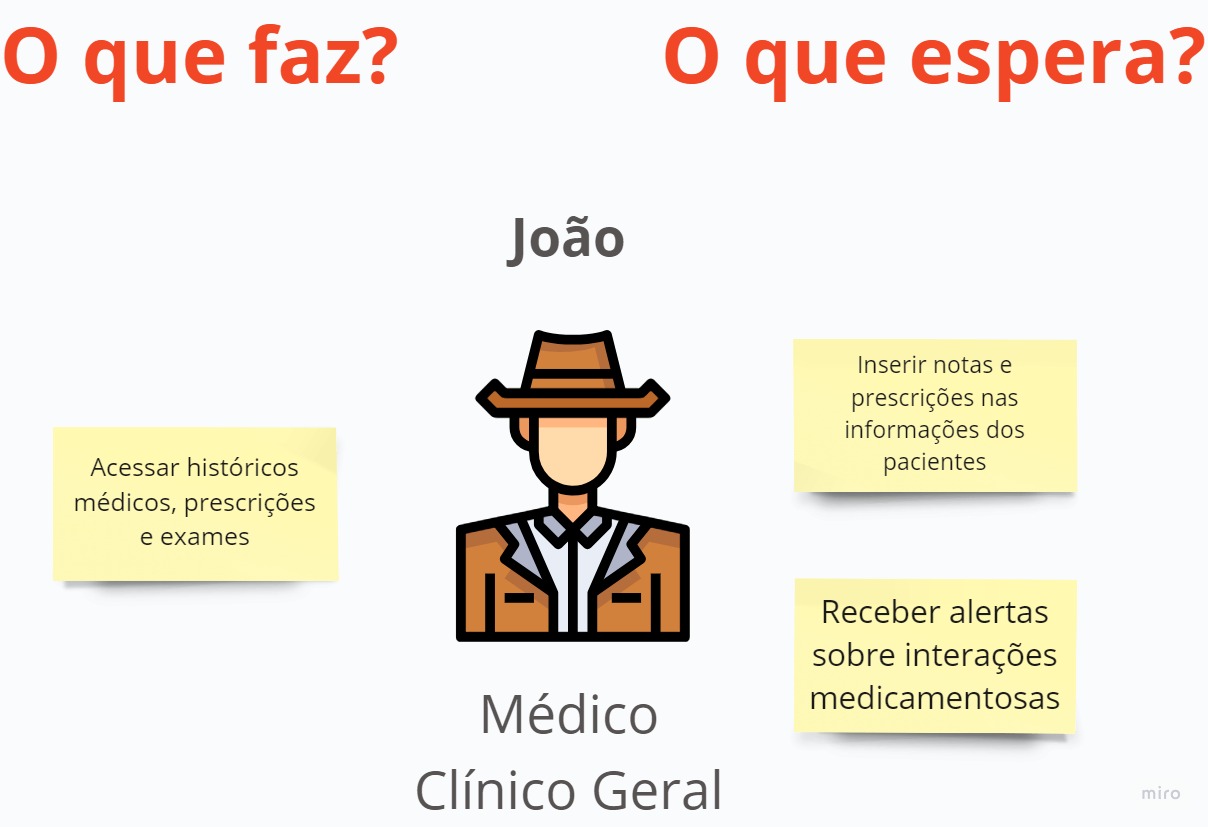 O que faz?
O que espera?
João
Acessar históricos
médicos, prescrições
e exames
Inserir notas e
prescrições nas
informações dos
pacientes
Receber alertas
sobre interações
medicamentosas
Médico
Clínico Geral
miro